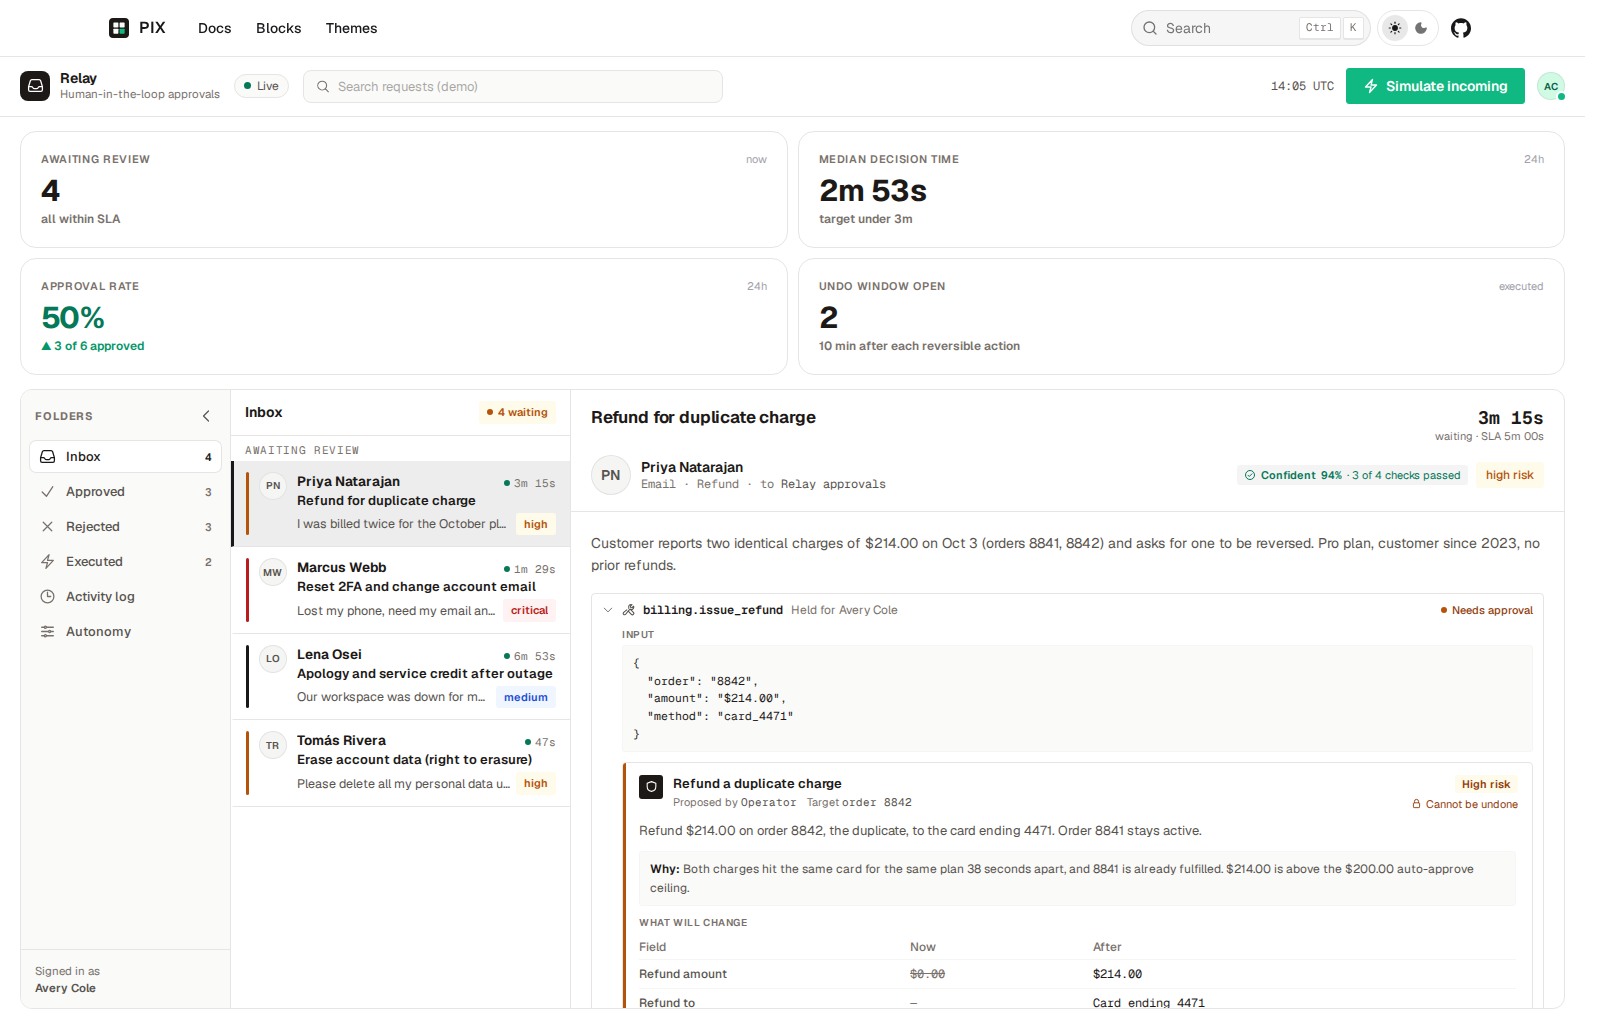 PIX
Docs
Blocks
Themes
Search
Ctrl K
Relay
Human-in-the-loop approvals
Live
Search requests (demo)
14:05 UTC
Simulate incoming
AC
AWAITING REVIEW
now
4
all within SLA
MEDIAN DECISION TIME
24h
2m 53s
target under 3m
APPROVAL RATE
24h
50%
▲ 3 of 6 approved
UNDO WINDOW OPEN
executed
2
10 min after each reversible action
FOLDERS
Inbox 4
Approved 3
Rejected 3
Executed 2
Activity log
Autonomy
Signed in as
Avery Cole
Inbox
4 waiting
AWAITING REVIEW
PN
Priya Natarajan
3m 15s
Refund for duplicate charge
I was billed twice for the October pl…
high
MW
Marcus Webb
1m 29s
Reset 2FA and change account email
Lost my phone, need my email an…
critical
LO
Lena Osei
6m 53s
Apology and service credit after outage
Our workspace was down for m…
medium
TR
Tomás Rivera
47s
Erase account data (right to erasure)
Please delete all my personal data u…
high
Refund for duplicate charge
3m 15s
waiting · SLA 5m 00s
PN
Priya Natarajan
Email · Refund · to Relay approvals
Confident 94% · 3 of 4 checks passed
high risk
Customer reports two identical charges of $214.00 on Oct 3 (orders 8841, 8842) and asks for one to be reversed. Pro plan, customer since 2023, no
prior refunds.
billing.issue_refund Held for Avery Cole
Needs approval
INPUT
{
"order": "8842",
"amount": "$214.00",
"method": "card_4471"
}
Refund a duplicate charge
High risk
Proposed by Operator Target order 8842
Cannot be undone
Refund $214.00 on order 8842, the duplicate, to the card ending 4471. Order 8841 stays active.
Why: Both charges hit the same card for the same plan 38 seconds apart, and 8841 is already fulfilled. $214.00 is above the $200.00 auto-approve
ceiling.
WHAT WILL CHANGE
Field Now After
Refund amount $0.00 $214.00
Refund to — Card ending 4471